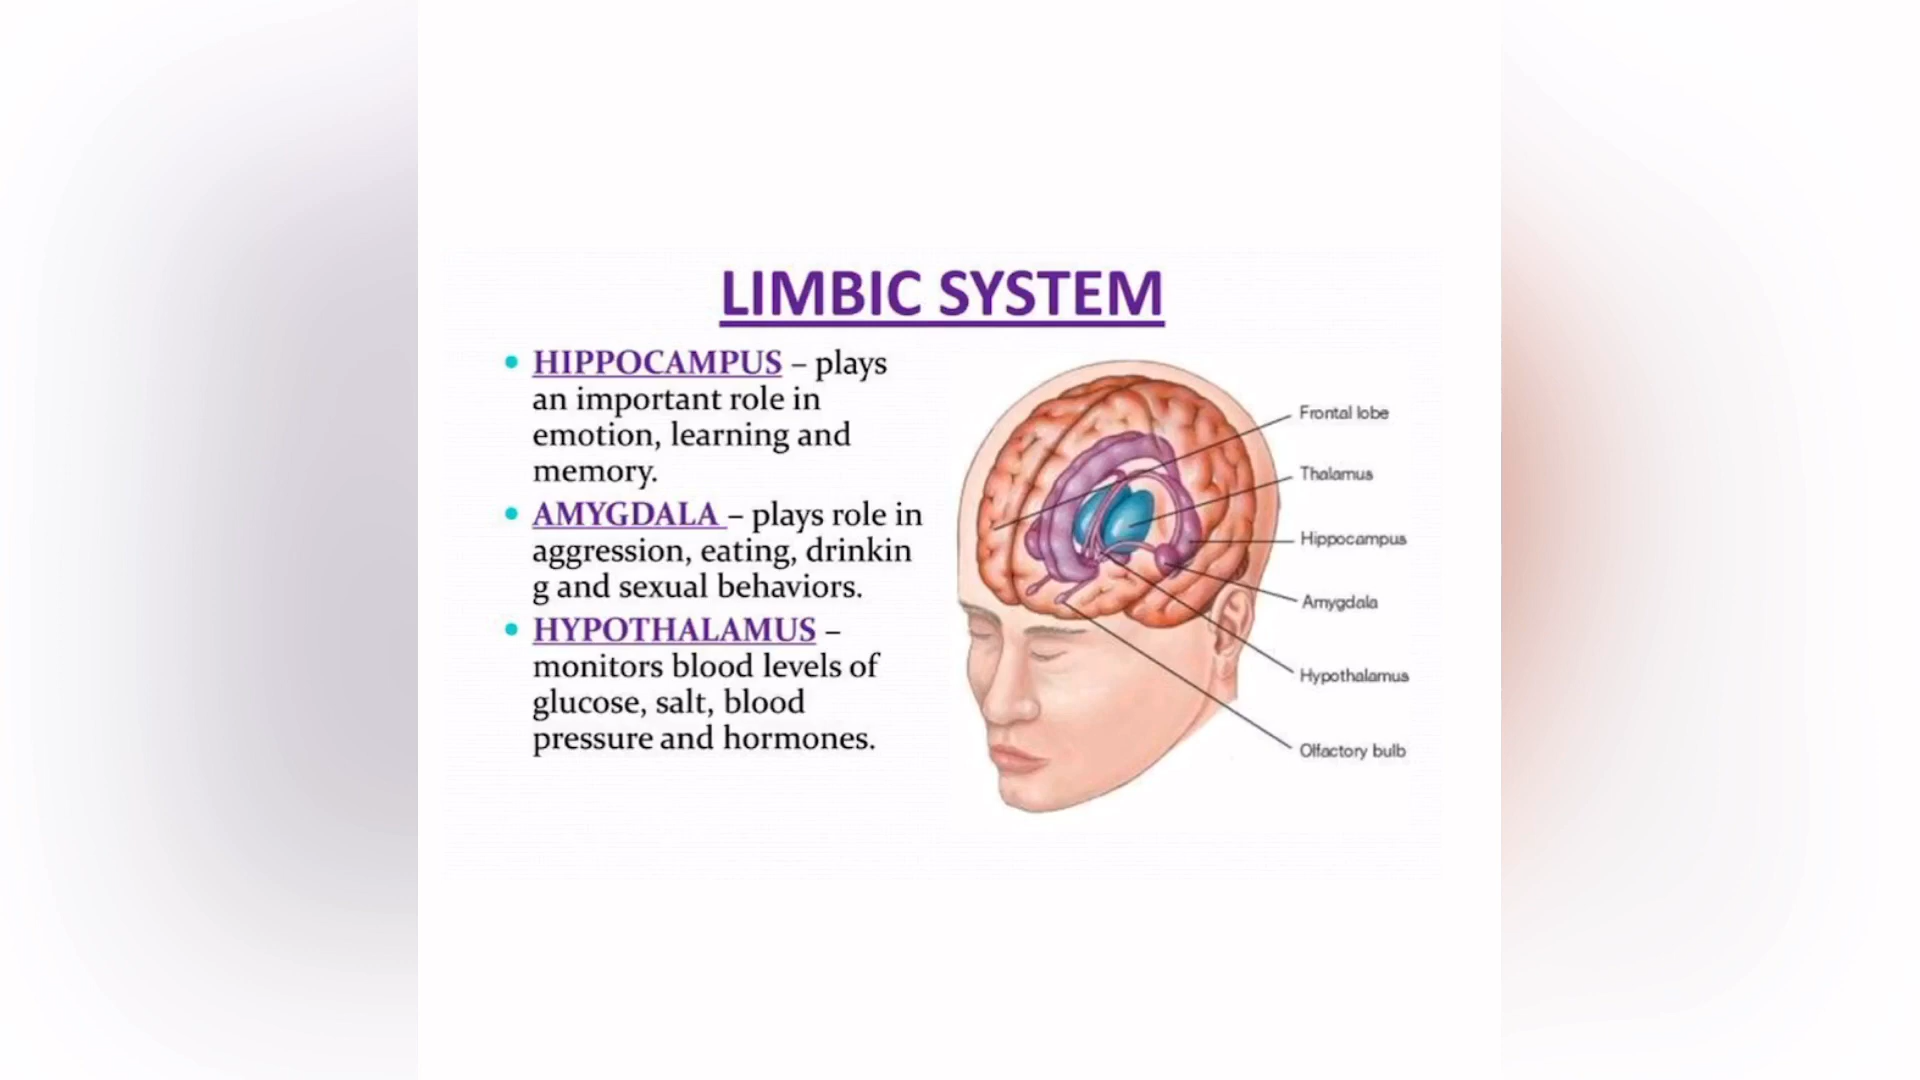 LIMBIC SYSTEM
• HIPPOCAMPUS – plays
an important role in
emotion, learning and
memory.
• AMYGDALA – plays role in
aggression, eating, drinkin
g and sexual behaviors.
• HYPOTHALAMUS –
monitors blood levels of
glucose, salt, blood
pressure and hormones.
Frontal lobe
Thalamus
Hippocampus
Amygdala
Hypothalamus
Olfactory bulb